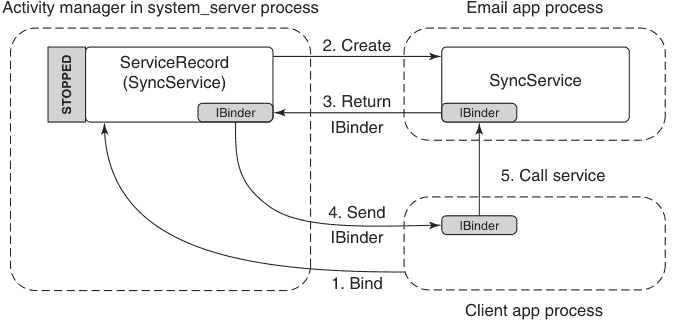 Activity manager in system_server process
Email app process
STOPPED
ServiceRecord
(SyncService)
IBinder
2. Create
SyncService
3. Return
IBinder
IBinder
5. Call service
4. Send
IBinder
IBinder
1. Bind
Client app process